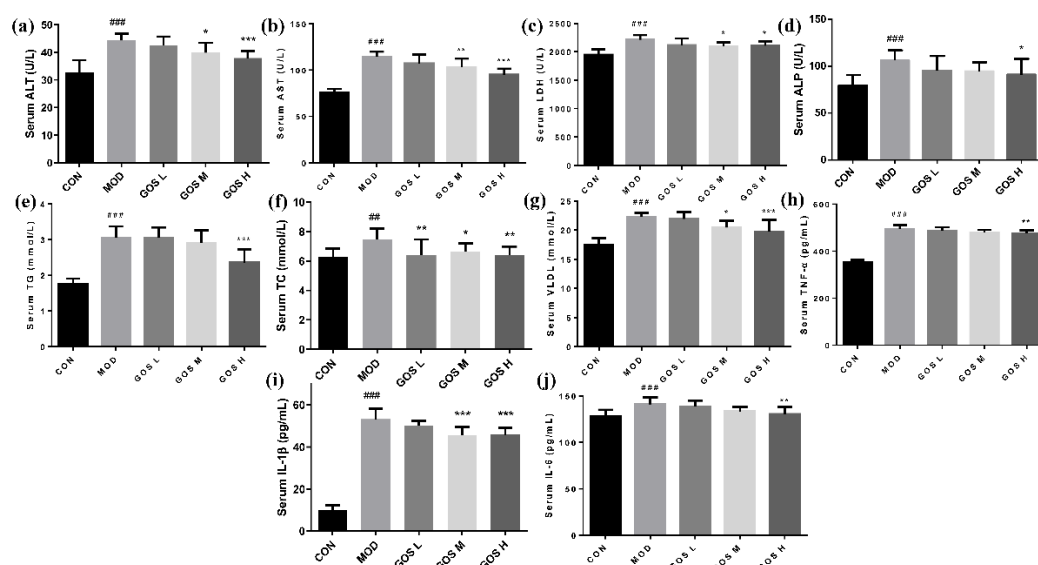 (a)
Serum ALT (U/L)
50
40
30
20
10
0
###
*
***
CON
MOD
GOS L
GOS M
GOS H
(b)
Serum AST (U/L)
150
100
50
0
###
**
***
CON
MOD
GOS L
GOS M
GOS H
(c)
Serum LDH (U/L)
2500
2000
1500
1000
500
0
###
*
*
CON
MOD
GOS L
GOS M
GOS H
(d)
Serum ALP (U/L)
200
150
100
50
0
###
*
CON
MOD
GOS L
GOS M
GOS H
(e)
Serum TG (mmol/L)
4
3
2
1
0
###
***
CON
MOD
GOS L
GOS M
GOS H
(f)
Serum TC (mmol/L)
10
8
6
4
2
0
##
**
*
**
CON
MOD
GOS L
GOS M
GOS H
(g)
Serum VLDL (mmol/L)
25
20
15
10
5
0
###
*
***
CON
MOD
GOS L
GOS M
GOS H
(h)
Serum TNF-α (pg/mL)
600
400
200
0
###
**
CON
MOD
GOS L
GOS M
GOS H
(i)
Serum IL-1β (pg/mL)
60
40
20
0
###
***
***
CON
MOD
GOS L
GOS M
GOS H
(j)
Serum IL-6 (pg/mL)
150
100
50
0
###
**
CON
MOD
GOS L
GOS M
GOS H